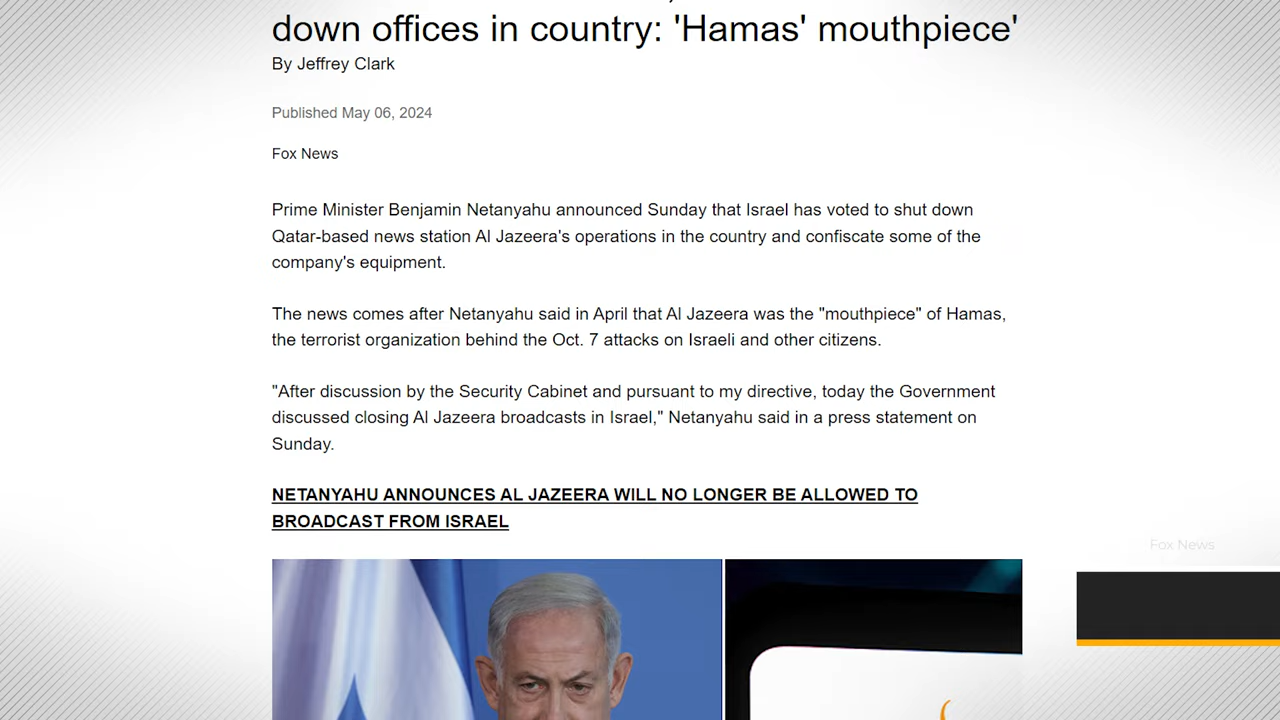 down offices in country: 'Hamas' mouthpiece'
By Jeffrey Clark
Published May 06, 2024
Fox News
Prime Minister Benjamin Netanyahu announced Sunday that Israel has voted to shut down
Qatar-based news station Al Jazeera's operations in the country and confiscate some of the
company's equipment.
The news comes after Netanyahu said in April that Al Jazeera was the "mouthpiece" of Hamas,
the terrorist organization behind the Oct. 7 attacks on Israeli and other citizens.
"After discussion by the Security Cabinet and pursuant to my directive, today the Government
discussed closing Al Jazeera broadcasts in Israel," Netanyahu said in a press statement on
Sunday.
NETANYAHU ANNOUNCES AL JAZEERA WILL NO LONGER BE ALLOWED TO
BROADCAST FROM ISRAEL
Fox News